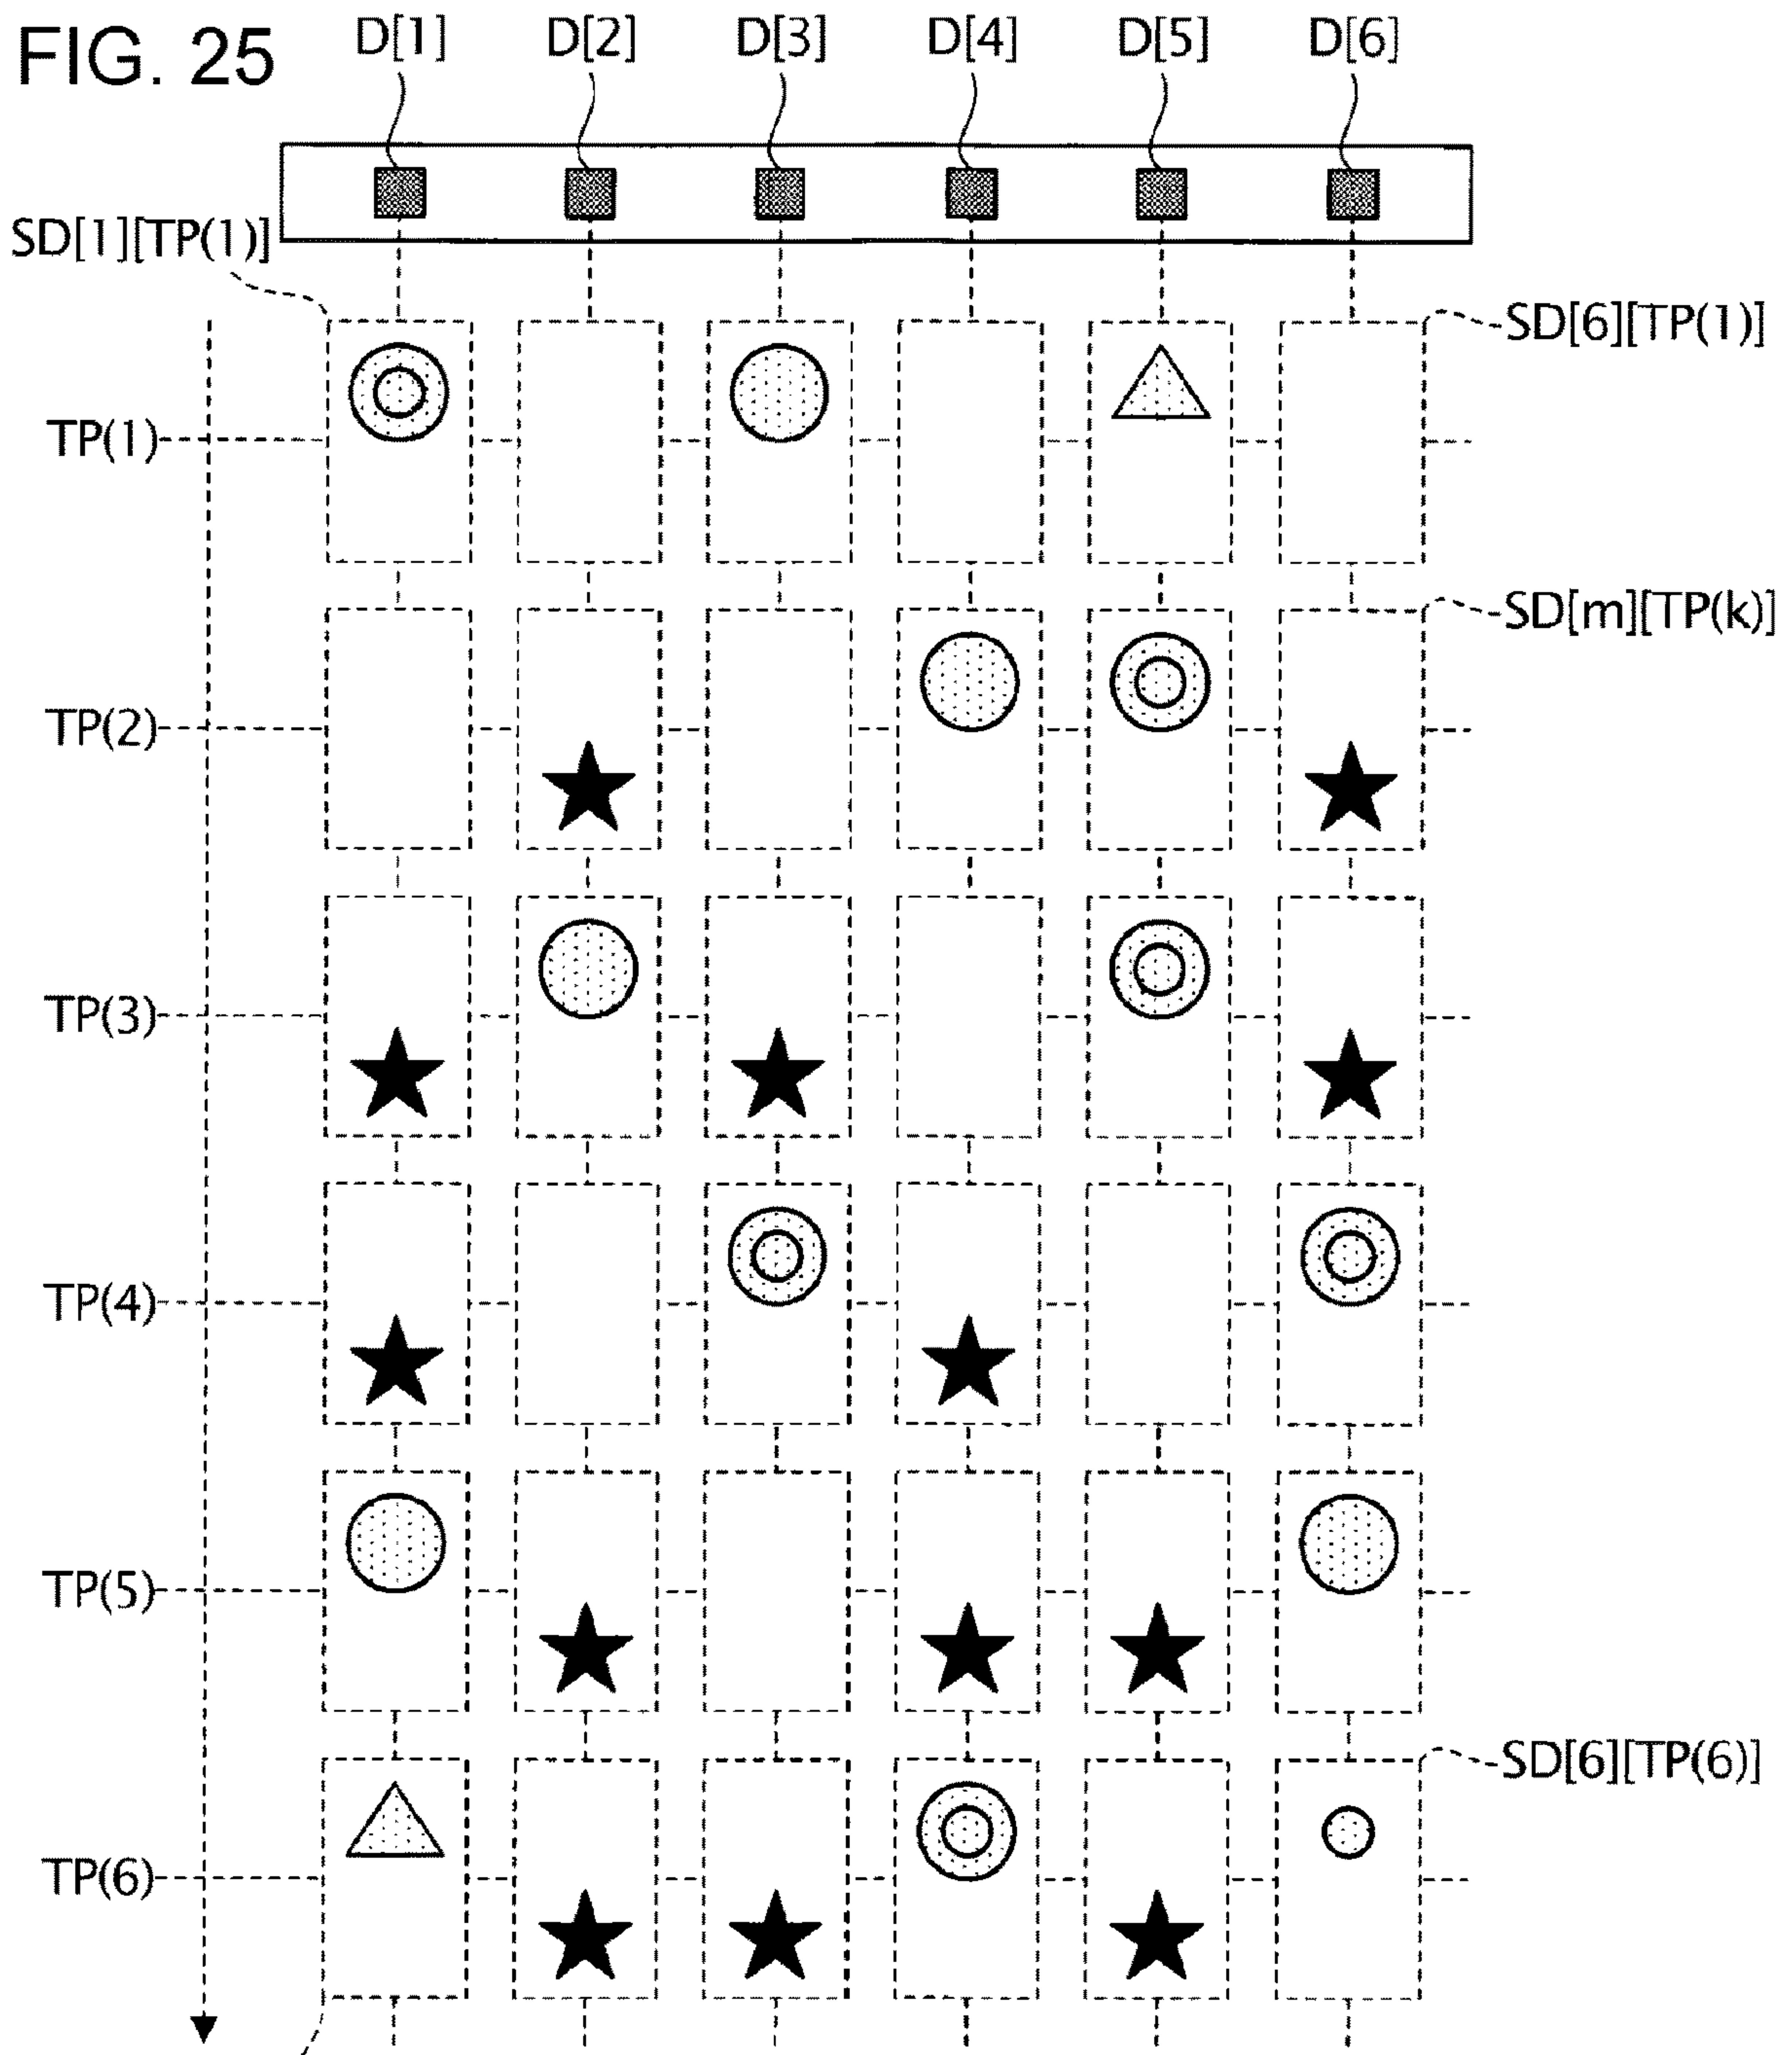 FIG. 25
D[1] D[2] D[3] D[4] D[5] D[6]
SD[1][TP(1)]
SD[6][TP(1)]
TP(1)
SD[m][TP(k)]
TP(2)
TP(3)
TP(4)
TP(5)
SD[6][TP(6)]
TP(6)